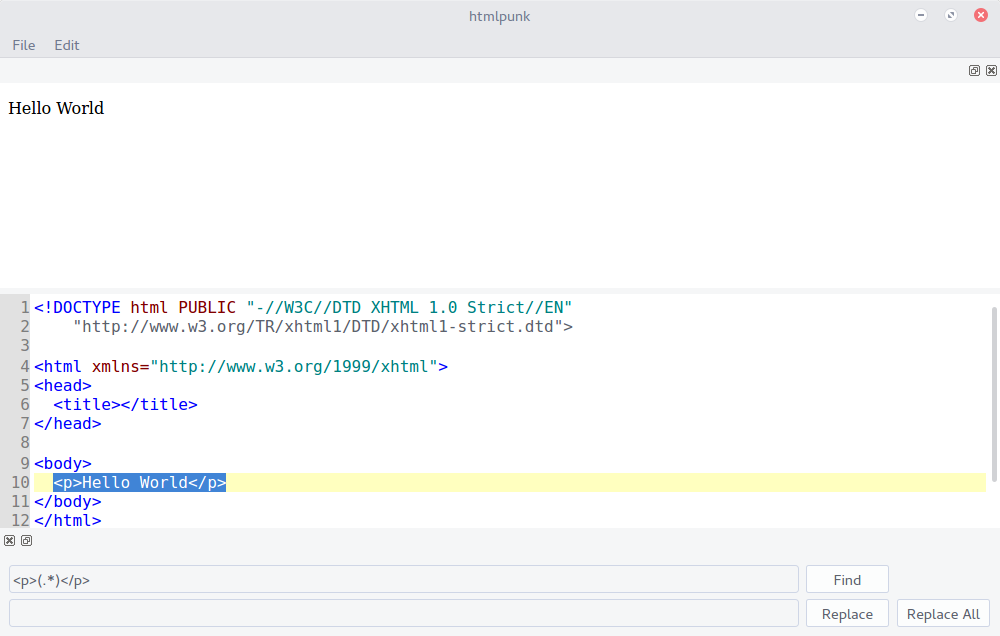 htmlpunk
File Edit
Hello World
1 <!DOCTYPE html PUBLIC "-//W3C//DTD XHTML 1.0 Strict//EN"
2     "http://www.w3.org/TR/xhtml1/DTD/xhtml1-strict.dtd">
3
4 <html xmlns="http://www.w3.org/1999/xhtml">
5 <head>
6   <title></title>
7 </head>
8
9 <body>
10   <p>Hello World</p>
11 </body>
12 </html>
<p>(.*)</p> Find
Replace Replace All